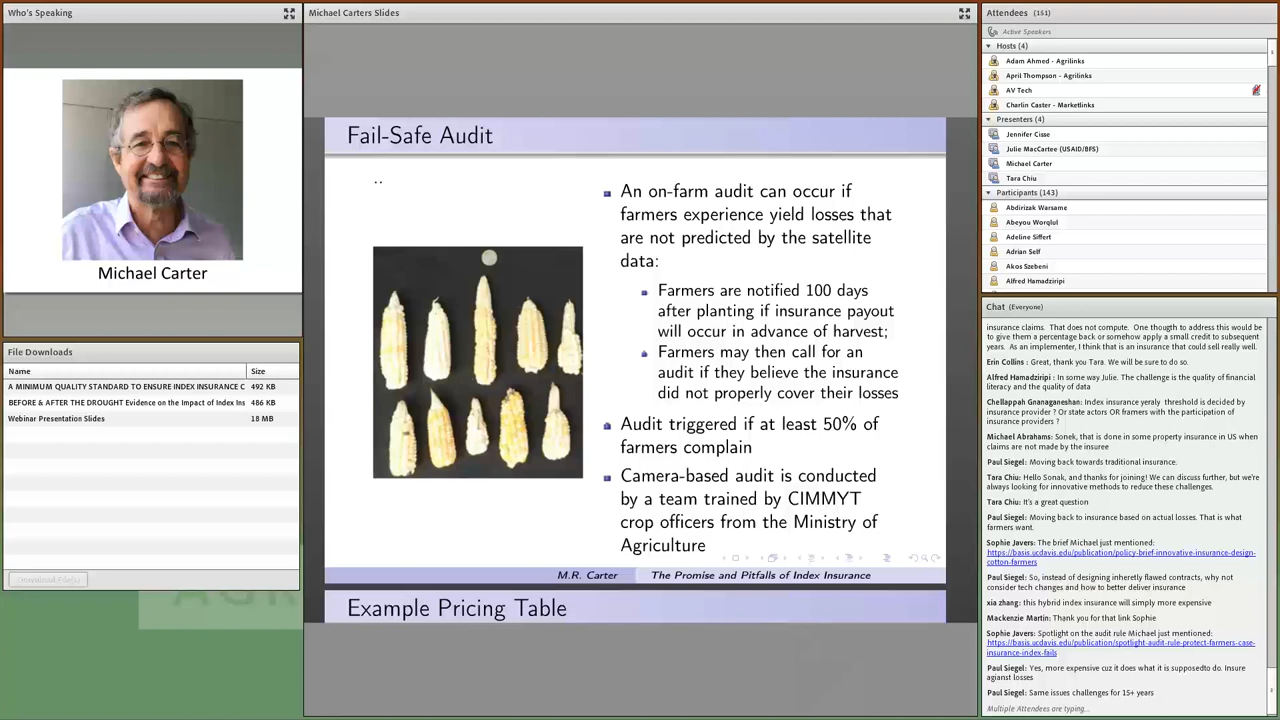 Who's Speaking
Michael Carter
File Downloads
Name Size
A MINIMUM QUALITY STANDARD TO ENSURE INDEX INSURANCE C 492 KB
BEFORE & AFTER THE DROUGHT Evidence on the Impact of Index Ins 486 KB
Webinar Presentation Slides 18 MB
Download File(s)
Michael Carters Slides
Fail-Safe Audit
..
An on-farm audit can occur if
farmers experience yield losses that
are not predicted by the satellite
data:
Farmers are notified 100 days
after planting if insurance payout
will occur in advance of harvest;
Farmers may then call for an
audit if they believe the insurance
did not properly cover their losses
Audit triggered if at least 50% of
farmers complain
Camera-based audit is conducted
by a team trained by CIMMYT
crop officers from the Ministry of
Agriculture
M.R. Carter The Promise and Pitfalls of Index Insurance
Example Pricing Table
Attendees (151)
Active Speakers
Hosts (4)
Adam Ahmed - Agrilinks
April Thompson - Agrilinks
AV Tech
Charlin Caster - Marketlinks
Presenters (4)
Jennifer Cisse
Julie MacCartee (USAID/BFS)
Michael Carter
Tara Chiu
Participants (143)
Abdirizak Warsame
Abeyou Worqlul
Adeline Siffert
Adrian Self
Akos Szebeni
Alfred Hamadziripi
Chat (Everyone)
insurance claims. That does not compute. One thougth to address this would be
to give them a percentage back or somehow apply a small credit to subsequent
years. As an implementer, I think that is an insurance that could sell really well.
Erin Collins : Great, thank you Tara. We will be sure to do so.
Alfred Hamadziripi : In some way Julie. The challenge is the quality of financial
literacy and the quality of data
Chellappah Gnanaganeshan: Index insurance yeraly threshold is decided by
insurance provider ? Or state actors OR framers with the participation of
insurance providers ?
Michael Abrahams: Sonek, that is done in some property insurance in US when
claims are not made by the insuree
Paul Siegel: Moving back towards traditional insurance.
Tara Chiu: Hello Sonak, and thanks for joining! We can discuss further, but we're
always looking for innovative methods to reduce these challenges.
Tara Chiu: It's a great question
Paul Siegel: Moving back to insurance based on actual losses. That is what
farmers want.
Sophie Javers: The brief Michael just mentioned:
https://basis.ucdavis.edu/publication/policy-brief-innovative-insurance-design-
cotton-farmers
Paul Siegel: So, instead of designing inheretly flawed contracts, why not
consider tech changes and how to better deliver insurance
xia zhang: this hybrid index insurance will simply more expensive
Mackenzie Martin: Thank you for that link Sophie
Sophie Javers: Spotlight on the audit rule Michael just mentioned:
https://basis.ucdavis.edu/publication/spotlight-audit-rule-protect-farmers-case-
insurance-index-fails
Paul Siegel: Yes, more expensive cuz it does what it is supposedto do. Insure
agianst losses
Paul Siegel: Same issues challenges for 15+ years
Multiple Attendees are typing...